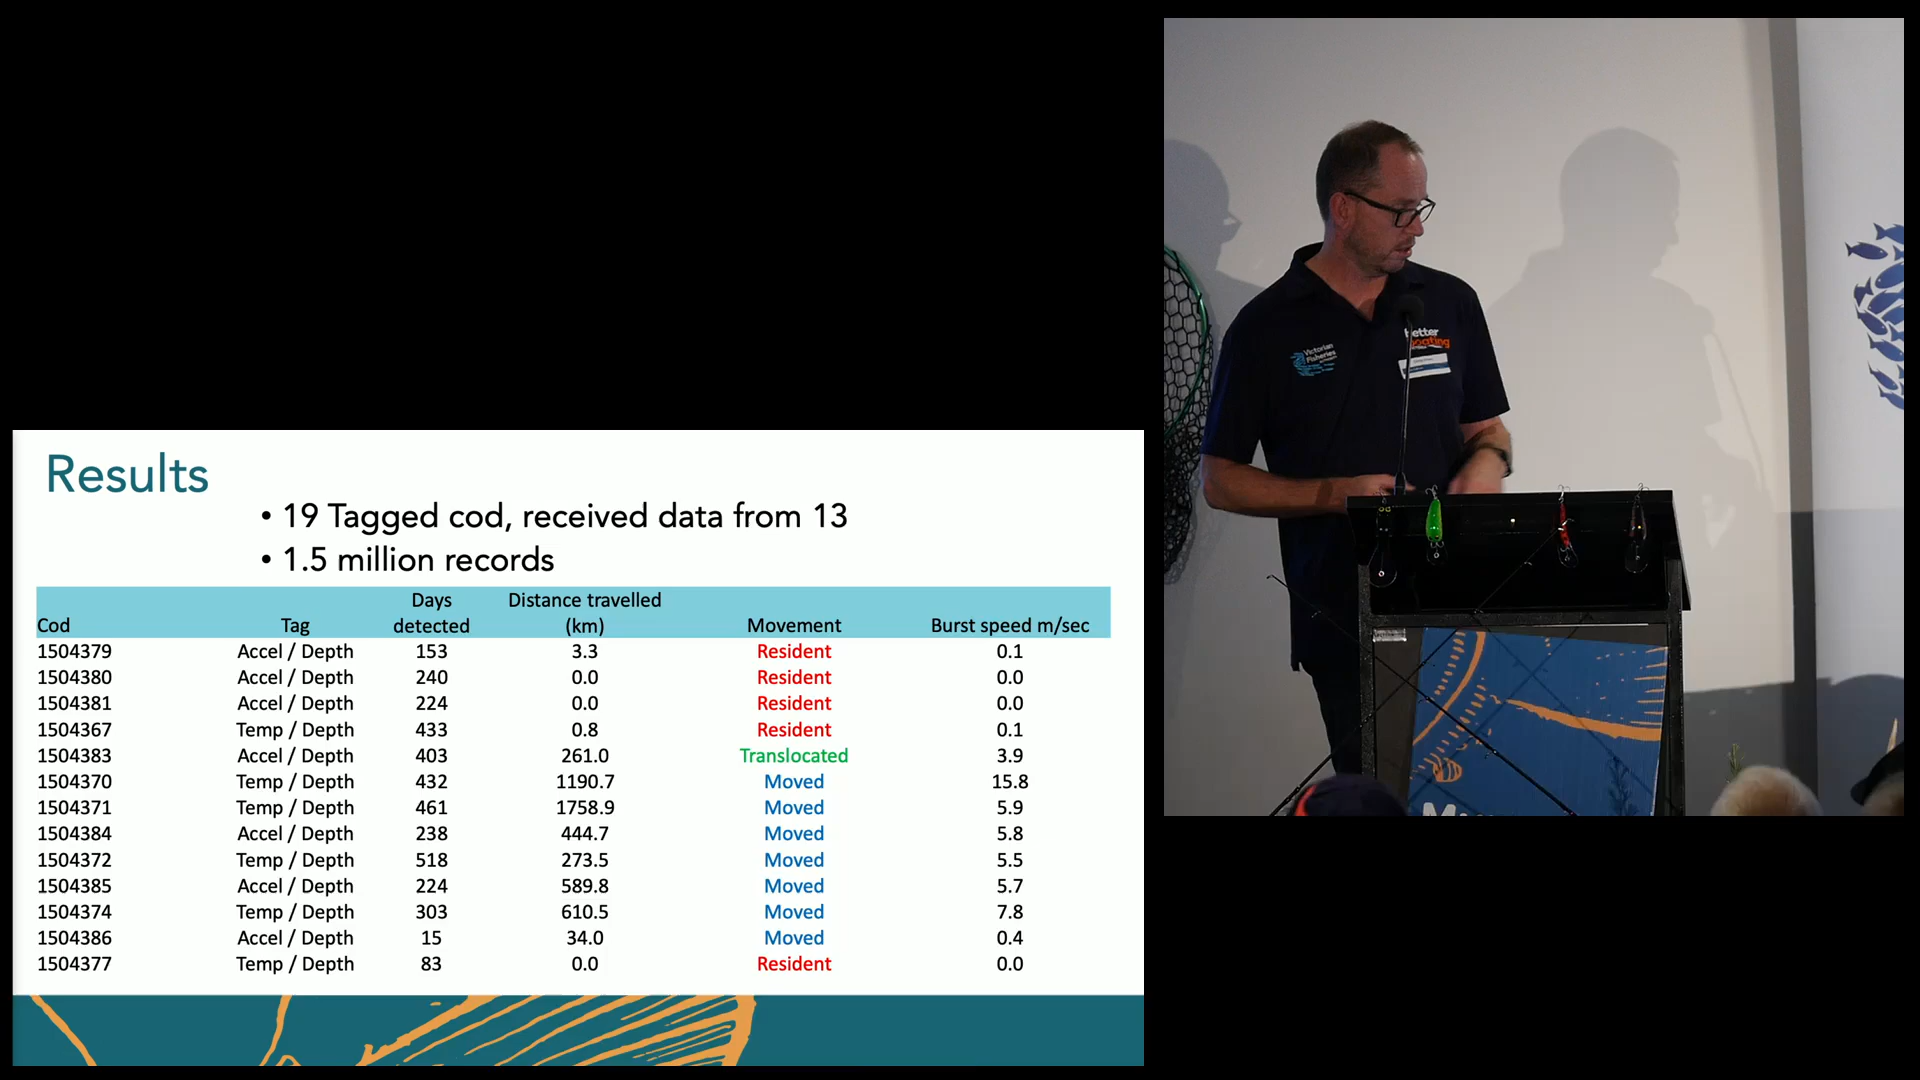 Results
• 19 Tagged cod, received data from 13
• 1.5 million records
Cod Tag Days detected Distance travelled (km) Movement Burst speed m/sec
1504379 Accel / Depth 153 3.3 Resident 0.1
1504380 Accel / Depth 240 0.0 Resident 0.0
1504381 Accel / Depth 224 0.0 Resident 0.0
1504367 Temp / Depth 433 0.8 Resident 0.1
1504383 Accel / Depth 403 261.0 Translocated 3.9
1504370 Temp / Depth 432 1190.7 Moved 15.8
1504371 Temp / Depth 461 1758.9 Moved 5.9
1504384 Accel / Depth 238 444.7 Moved 5.8
1504372 Temp / Depth 518 273.5 Moved 5.5
1504385 Accel / Depth 224 589.8 Moved 5.7
1504374 Temp / Depth 303 610.5 Moved 7.8
1504386 Accel / Depth 15 34.0 Moved 0.4
1504377 Temp / Depth 83 0.0 Resident 0.0
Victorian
Fisheries
better
boating